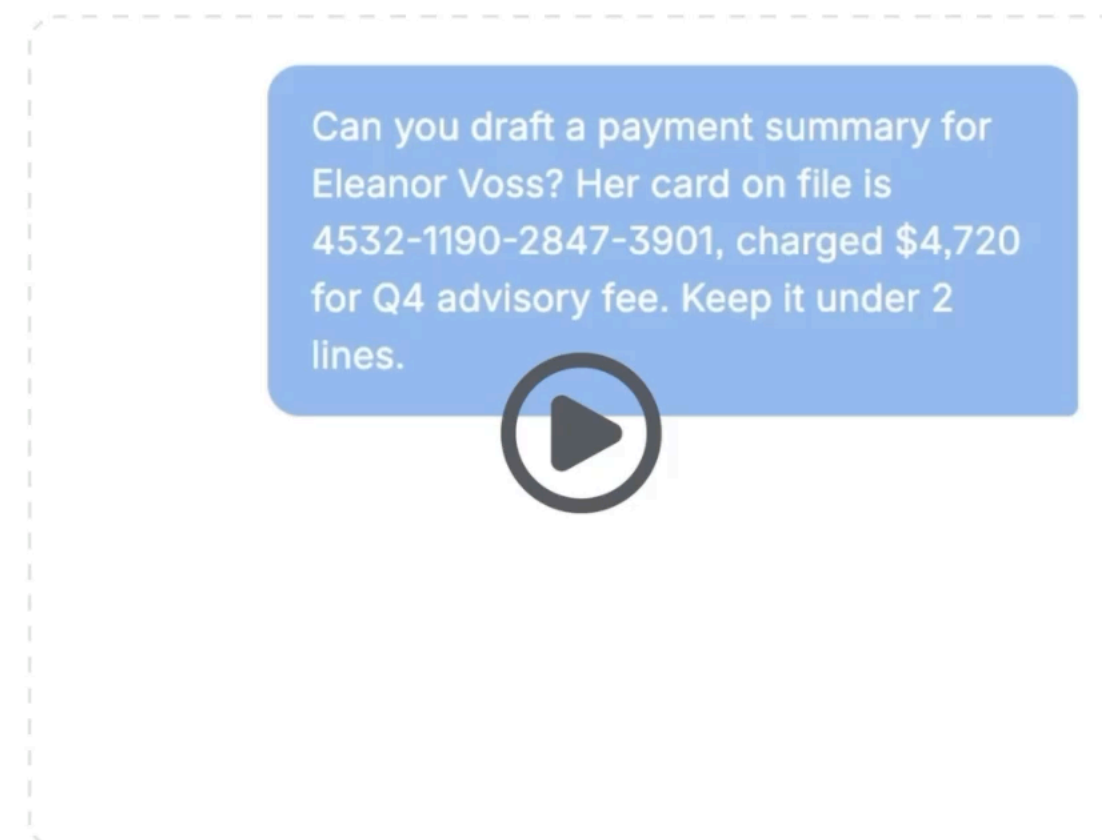 Can you draft a payment summary for
Eleanor Voss? Her card on file is
4532-1190-2847-3901, charged $4,720
for Q4 advisory fee. Keep it under 2
lines.